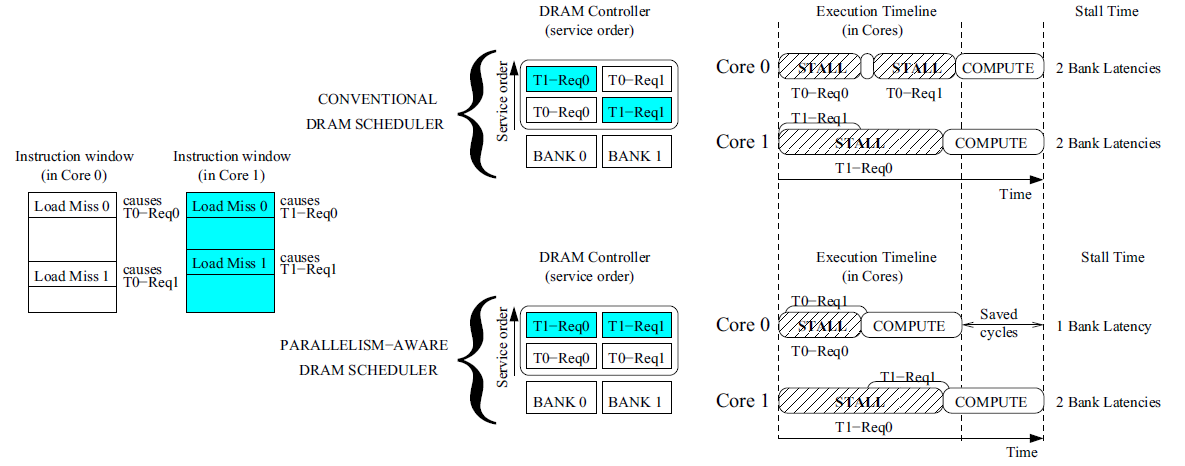 DRAM Controller
(service order)
Execution Timeline
(in Cores)
Stall Time
CONVENTIONAL
DRAM SCHEDULER
Service order
T1−Req0
T0−Req1
T0−Req0
T1−Req1
BANK 0
BANK 1
Core 0
STALL
STALL
COMPUTE
2 Bank Latencies
T0−Req0
T0−Req1
T1−Req1
Core 1
STALL
COMPUTE
2 Bank Latencies
T1−Req0
Time
Instruction window
(in Core 0)
Instruction window
(in Core 1)
Load Miss 0
causes
T0−Req0
Load Miss 0
causes
T1−Req0
Load Miss 1
causes
T0−Req1
Load Miss 1
causes
T1−Req1
DRAM Controller
(service order)
Execution Timeline
(in Cores)
Stall Time
PARALLELISM−AWARE
DRAM SCHEDULER
Service order
T1−Req0
T1−Req1
T0−Req0
T0−Req1
BANK 0
BANK 1
T0−Req1
Core 0
STALL
COMPUTE
Saved
cycles
1 Bank Latency
T0−Req0
T1−Req1
Core 1
STALL
COMPUTE
2 Bank Latencies
T1−Req0
Time